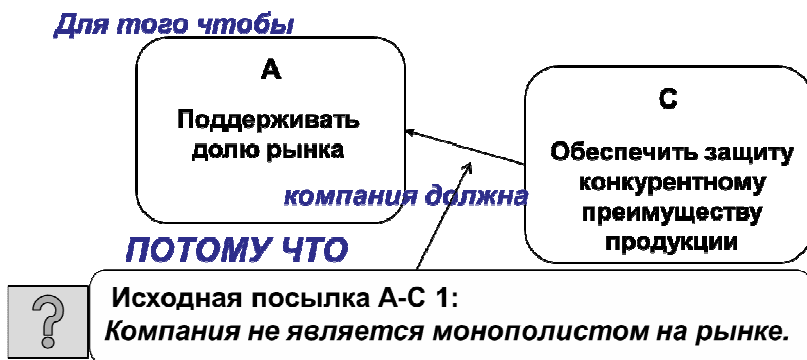 Для того чтобы
А
Поддерживать
долю рынка
компания должна
С
Обеспечить защиту
конкурентному
преимуществу
продукции
ПОТОМУ ЧТО
?
Исходная посылка А-С 1:
Компания не является монополистом на рынке.